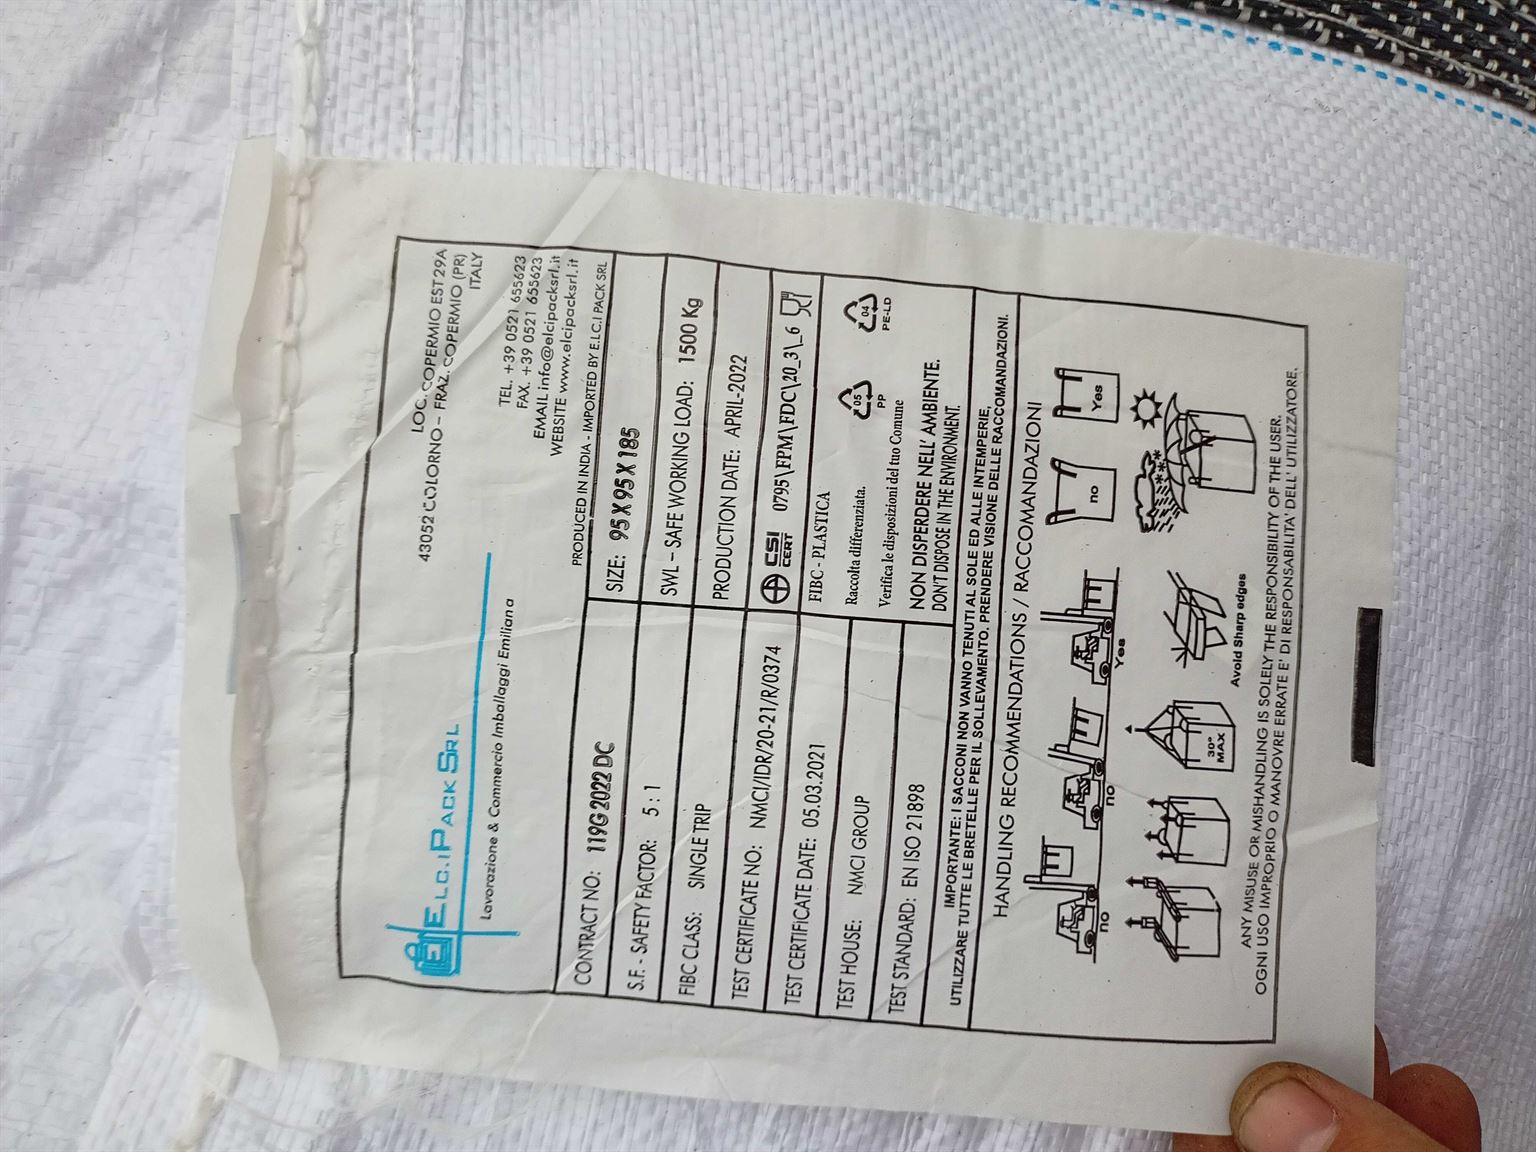 E.L.C.I PACK SRL
Lavorazione & Commercio Imballaggi Emiliana
LOC. COPERMIO EST 29A
43052 COLORNO – FRAZ. COPERMIO (PR)
ITALY
TEL. +39 0521 655623
FAX. +39 0521 655623
EMAIL info@elcipacksrl.it
WEBSITE www.elcipacksrl.it
PRODUCED IN INDIA - IMPORTED BY E.L.C.I PACK SRL
CONTRACT NO: 119G2022 DC
SIZE: 95 X 95 X 185
S.F. - SAFETY FACTOR: 5 : 1
SWL – SAFE WORKING LOAD: 1500 Kg
FIBC CLASS: SINGLE TRIP
PRODUCTION DATE: APRIL-2022
TEST CERTIFICATE NO: NMCI/IDR/20-21/R/0374
CSI CERT 0795\FPM\FDC\20_3\_6
TEST CERTIFICATE DATE: 05.03.2021
FIBC - PLASTICA
TEST HOUSE: NMCI GROUP
Raccolta differenziata.
05
PP
04
PE-LD
Verifica le disposizioni del tuo Comune
TEST STANDARD: EN ISO 21898
NON DISPERDERE NELL' AMBIENTE.
DON'T DISPOSE IN THE ENVIRONMENT.
IMPORTANTE: I SACCONI NON VANNO TENUTI AL SOLE ED ALLE INTEMPERIE,
UTILIZZARE TUTTE LE BRETELLE PER IL SOLLEVAMENTO. PRENDERE VISIONE DELLE RACCOMANDAZIONI.
HANDLING RECOMMENDATIONS / RACCOMANDAZIONI
no
no
Yes
no
Yes
30°
MAX
Avoid Sharp edges
ANY MISUSE OR MISHANDLING IS SOLELY THE RESPONSIBILITY OF THE USER.
OGNI USO IMPROPRIO O MANOVRE ERRATE E' DI RESPONSABILITA' DELL' UTILIZZATORE.